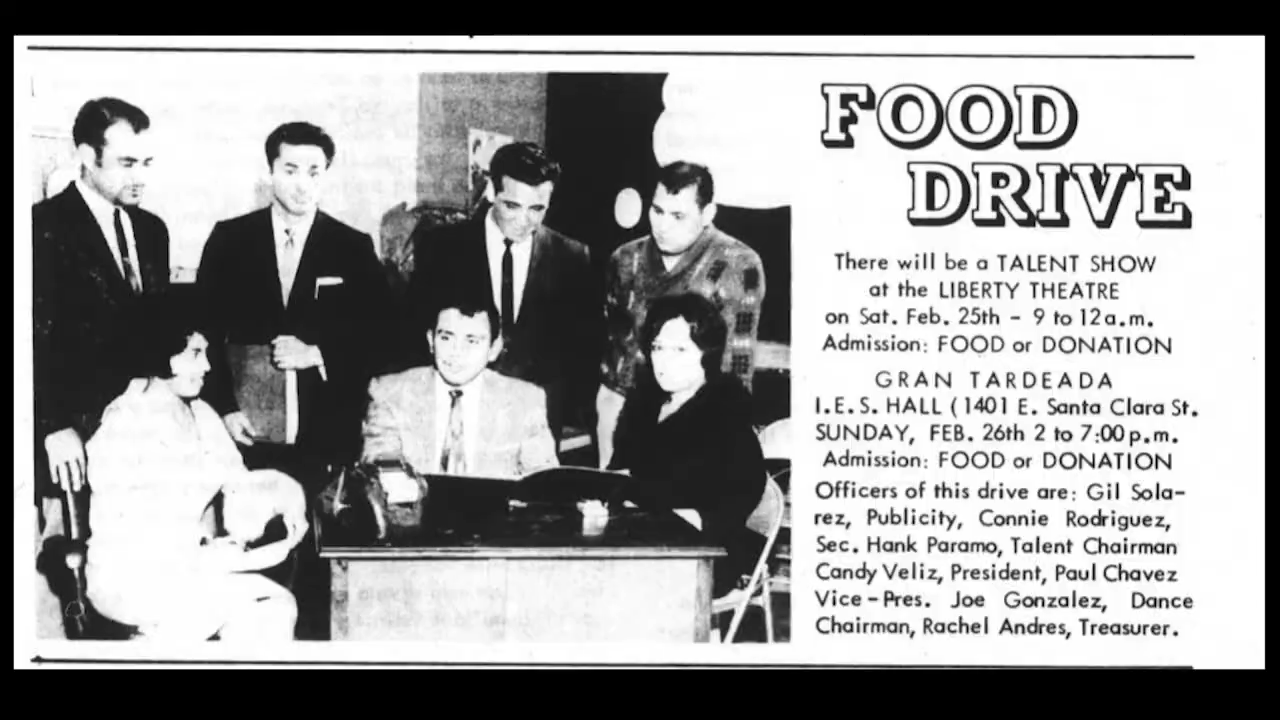 FOOD
DRIVE
There will be a TALENT SHOW
at the LIBERTY THEATRE
on Sat. Feb. 25th - 9 to 12a.m.
Admission: FOOD or DONATION
GRAN TARDEADA
I.E.S. HALL (1401 E. Santa Clara St.
SUNDAY, FEB. 26th 2 to 7:00p.m.
Admission: FOOD or DONATION
Officers of this drive are: Gil Sola-
rez, Publicity, Connie Rodriguez,
Sec. Hank Paramo, Talent Chairman
Candy Veliz, President, Paul Chavez
Vice-Pres. Joe Gonzalez, Dance
Chairman, Rachel Andres, Treasurer.